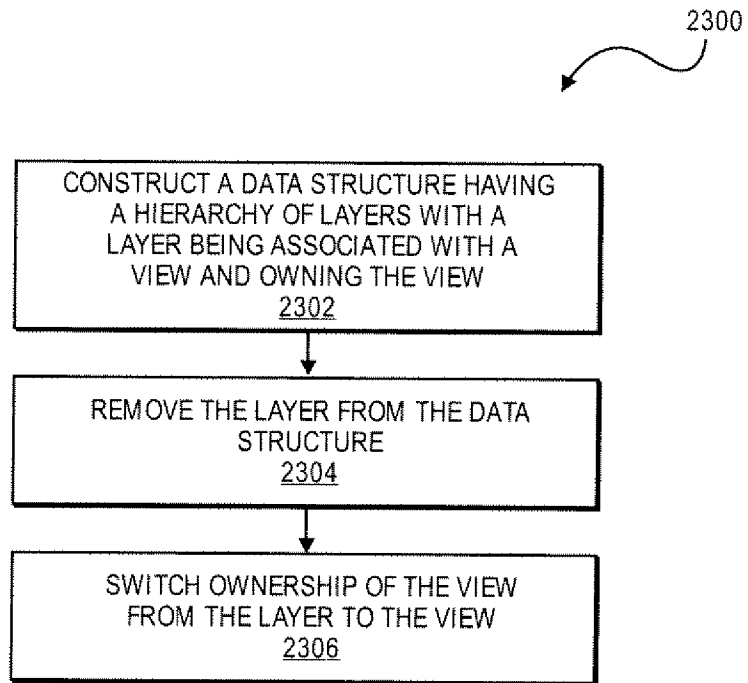 2300
CONSTRUCT A DATA STRUCTURE HAVING
A HIERARCHY OF LAYERS WITH A
LAYER BEING ASSOCIATED WITH A
VIEW AND OWNING THE VIEW
2302
REMOVE THE LAYER FROM THE DATA
STRUCTURE
2304
SWITCH OWNERSHIP OF THE VIEW
FROM THE LAYER TO THE VIEW
2306